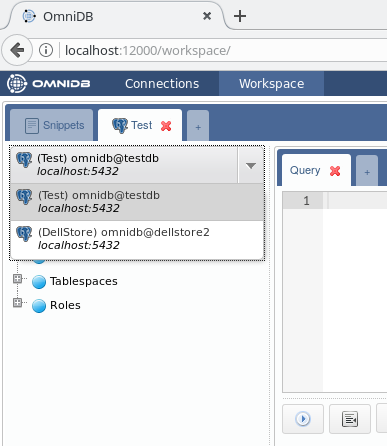 OmniDB
localhost:12000/workspace/
OMNIDB Connections Workspace
Snippets Test +
(Test) omnidb@testdb
localhost:5432
(Test) omnidb@testdb
localhost:5432
(DellStore) omnidb@dellstore2
localhost:5432
Tablespaces
Roles
Query +
1